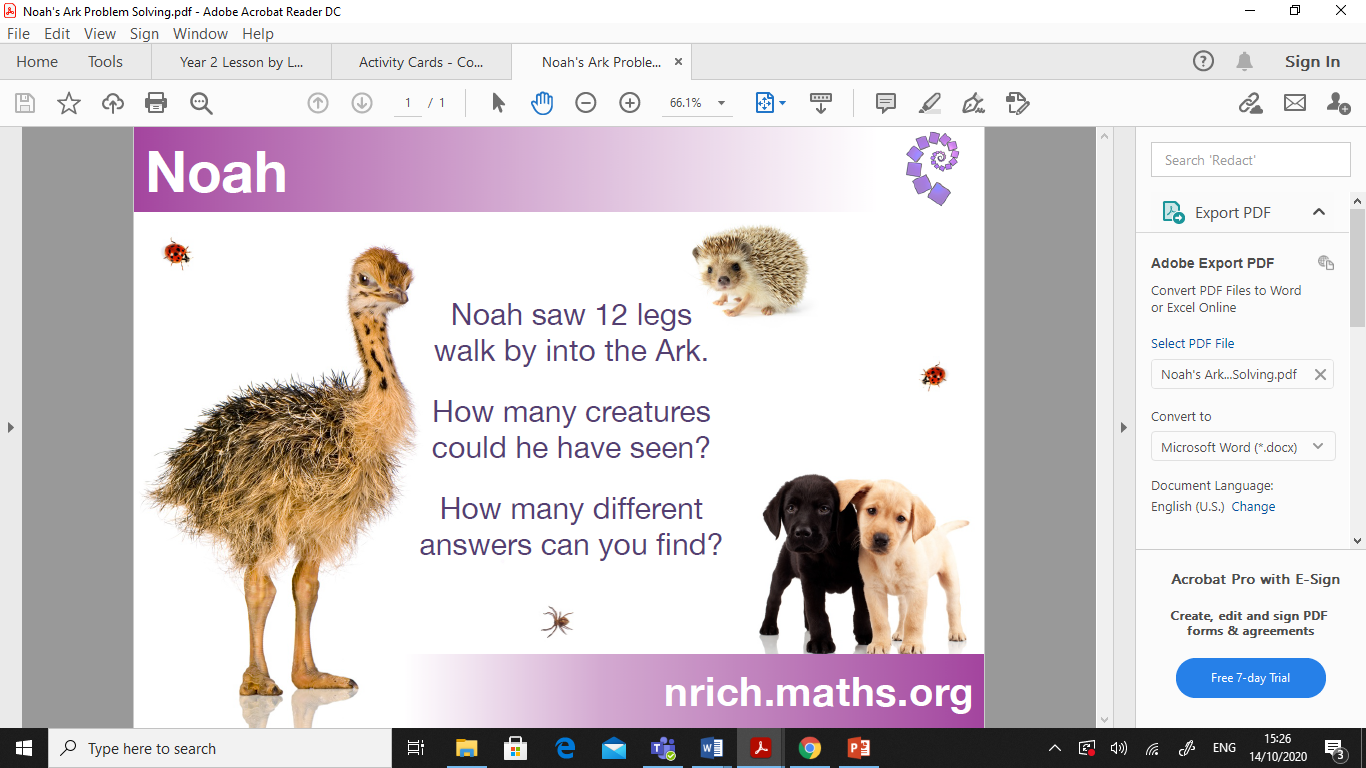 Noah's Ark Problem Solving.pdf - Adobe Acrobat Reader DC
File Edit View Sign Window Help
Home Tools Year 2 Lesson by L... Activity Cards - Co... Noah's Ark Proble... × Sign In
1 / 1 66.1%
Noah
Noah saw 12 legs
walk by into the Ark.
How many creatures
could he have seen?
How many different
answers can you find?
nrich.maths.org
Search 'Redact'
Export PDF
Adobe Export PDF
Convert PDF Files to Word
or Excel Online
Select PDF File
Noah's Ark...Solving.pdf
Convert to
Microsoft Word (*.docx)
Document Language:
English (U.S.) Change
Acrobat Pro with E-Sign
Create, edit and sign PDF
forms & agreements
Free 7-day Trial
Type here to search
ENG
15:26
14/10/2020
3